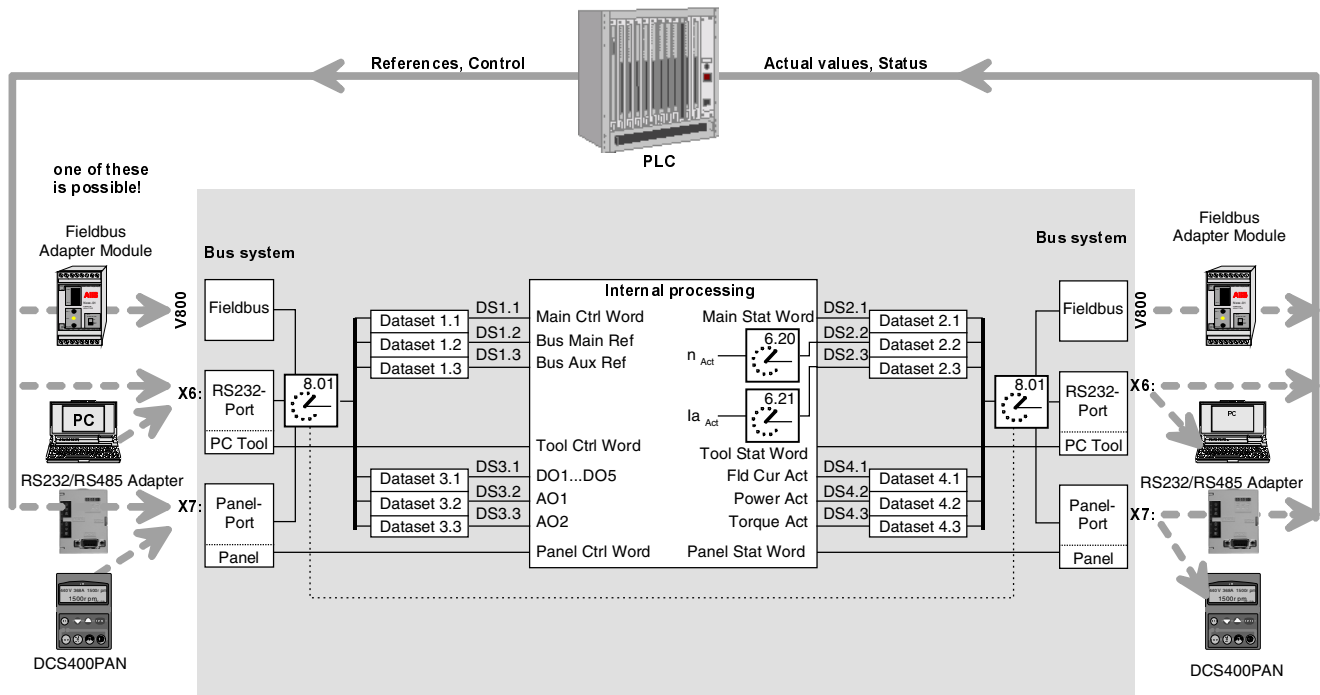 References, Control
Actual values, Status
PLC
one of these
is possible!
Fieldbus
Adapter Module
ABB
V800
X6:
PC
RS232/RS485 Adapter
X7:
1500r pm
DCS400PAN
Bus system
Fieldbus
RS232-
Port
PC Tool
Panel-
Port
Panel
8.01
Dataset 1.1
Dataset 1.2
Dataset 1.3
Dataset 3.1
Dataset 3.2
Dataset 3.3
DS1.1
DS1.2
DS1.3
DS3.1
DS3.2
DS3.3
Internal processing
Main Ctrl Word
Bus Main Ref
Bus Aux Ref
Tool Ctrl Word
DO1...DO5
AO1
AO2
Panel Ctrl Word
Main Stat Word
n Act
6.20
Ia Act
6.21
Tool Stat Word
Fld Cur Act
Power Act
Torque Act
Panel Stat Word
DS2.1
DS2.2
DS2.3
DS4.1
DS4.2
DS4.3
Dataset 2.1
Dataset 2.2
Dataset 2.3
Dataset 4.1
Dataset 4.2
Dataset 4.3
8.01
Bus system
Fieldbus
RS232-
Port
PC Tool
Panel-
Port
Panel
V800
X6:
X7:
Fieldbus
Adapter Module
ABB
PC
RS232/RS485 Adapter
1500r pm
DCS400PAN